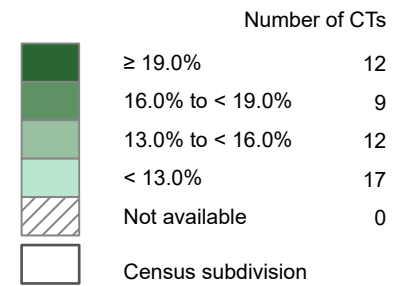 Number of CTs
≥ 19.0% 12
16.0% to < 19.0% 9
13.0% to < 16.0% 12
< 13.0% 17
Not available 0
Census subdivision